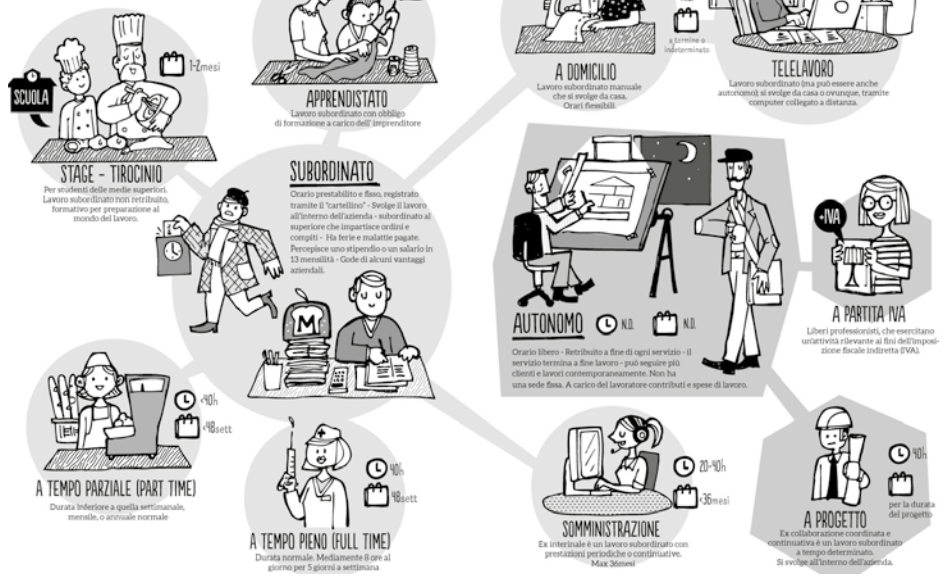 SCUOLA
1-2 mesi
STAGE - TIROCINIO
Per studenti delle medie superiori.
Lavoro subordinato non retribuito,
formativo per preparazione al
mondo del lavoro.
APPRENDISTATO
Lavoro subordinato con obbligo
di formazione a carico dell' imprenditore
a termine o
indeterminato
A DOMICILIO
Lavoro subordinato manuale
che si svolge da casa.
Orari flessibili.
TELELAVORO
Lavoro subordinato (ma può essere anche
autonomo); si svolge da casa o ovunque, tramite
computer collegato a distanza.
SUBORDINATO
Orario prestabilito e fisso, registrato
tramite il "cartellino" - Svolge il lavoro
all'interno dell'azienda - subordinato al
superiore che impartisce ordini e
compiti - Ha ferie e malattie pagate.
Percepisce uno stipendio o un salario in
13 mensilità - Gode di alcuni vantaggi
aziendali.
M
AUTONOMO
N.D.
N.D.
Orario libero - Retribuito a fine di ogni servizio - il
servizio termina a fine lavoro - può seguire più
clienti e lavori contemporaneamente. Non ha
una sede fissa. A carico del lavoratore contributi e spese di lavoro.
+IVA
A PARTITA IVA
Liberi professionisti, che esercitano
un'attività rilevante ai fini dell'imposi-
zione fiscale indiretta (IVA).
<40h
<48sett
A TEMPO PARZIALE (PART TIME)
Durata inferiore a quella settimanale,
mensile, o annuale normale
40h
48sett
A TEMPO PIENO (FULL TIME)
Durata normale. Mediamente 8 ore al
giorno per 5 giorni a settimana
20-40h
<36mesi
SOMMINISTRAZIONE
Ex interinale è un lavoro subordinato con
prestazioni periodiche o continuative.
Max 36mesi
40h
per la durata
del progetto
A PROGETTO
Ex collaborazione coordinata e
continuativa è un lavoro subordinato
a tempo determinato.
Si svolge all'interno dell'azienda.